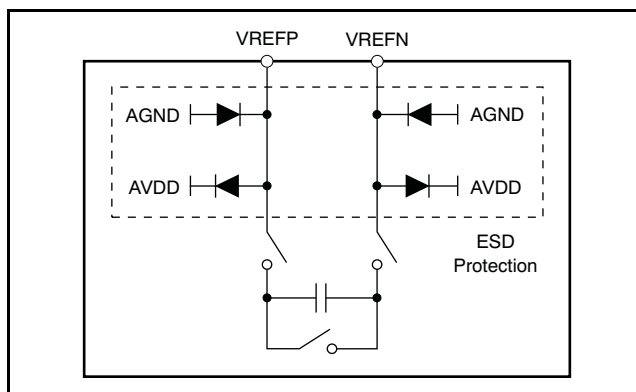 VREFP VREFN
AGND AGND
AVDD AVDD
ESD
Protection